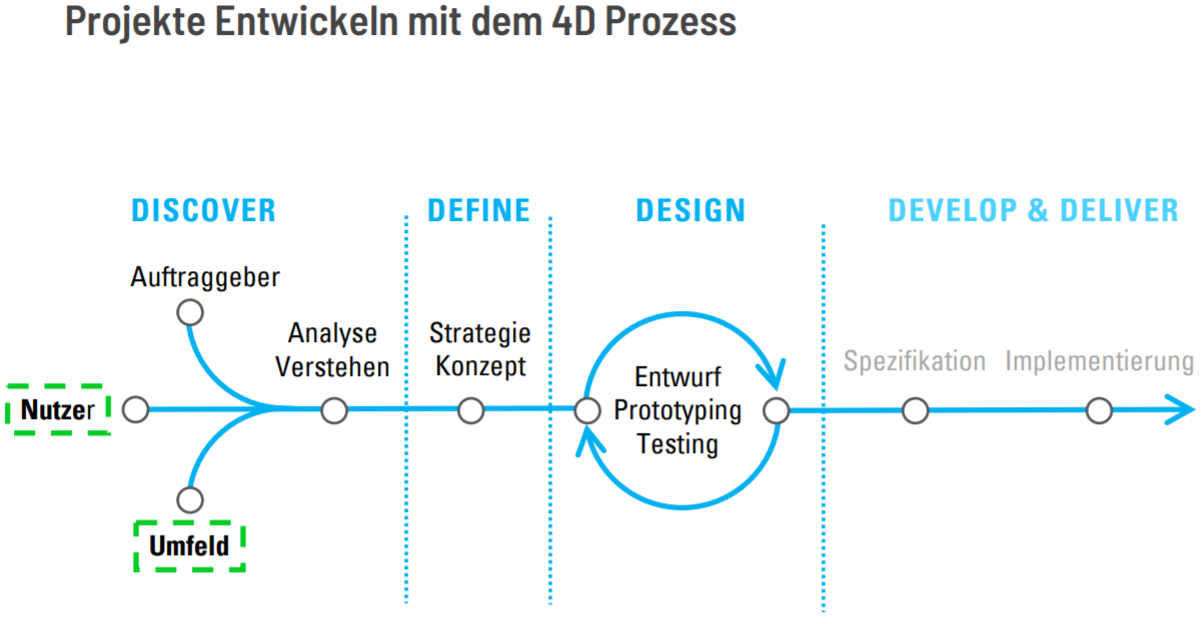 Projekte Entwickeln mit dem 4D Prozess
DISCOVER
DEFINE
DESIGN
DEVELOP & DELIVER
Auftraggeber
Nutzer
Umfeld
Analyse
Verstehen
Strategie
Konzept
Entwurf
Prototyping
Testing
Spezifikation
Implementierung